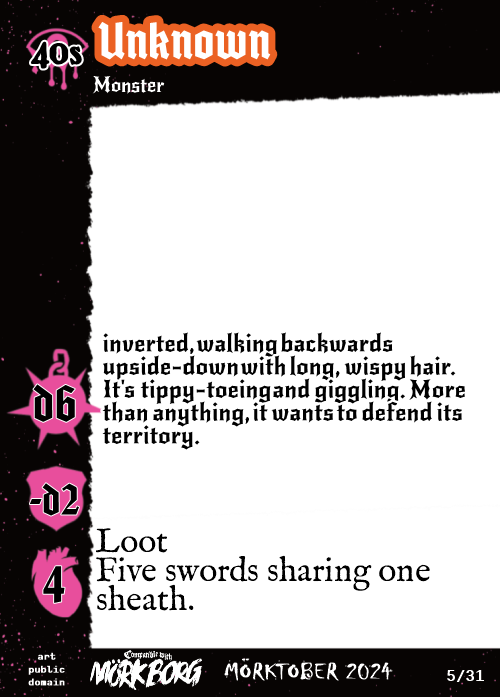 40s
Unknown
Monster
inverted, walking backwards
upside-down with long, wispy hair.
It's tippy-toeing and giggling. More
than anything, it wants to defend its
territory.
2
d6
-d2
4
Loot
Five swords sharing one
sheath.
art
public
domain
Compatible with
MÖRK BORG
MÖRKTOBER 2024
5/31